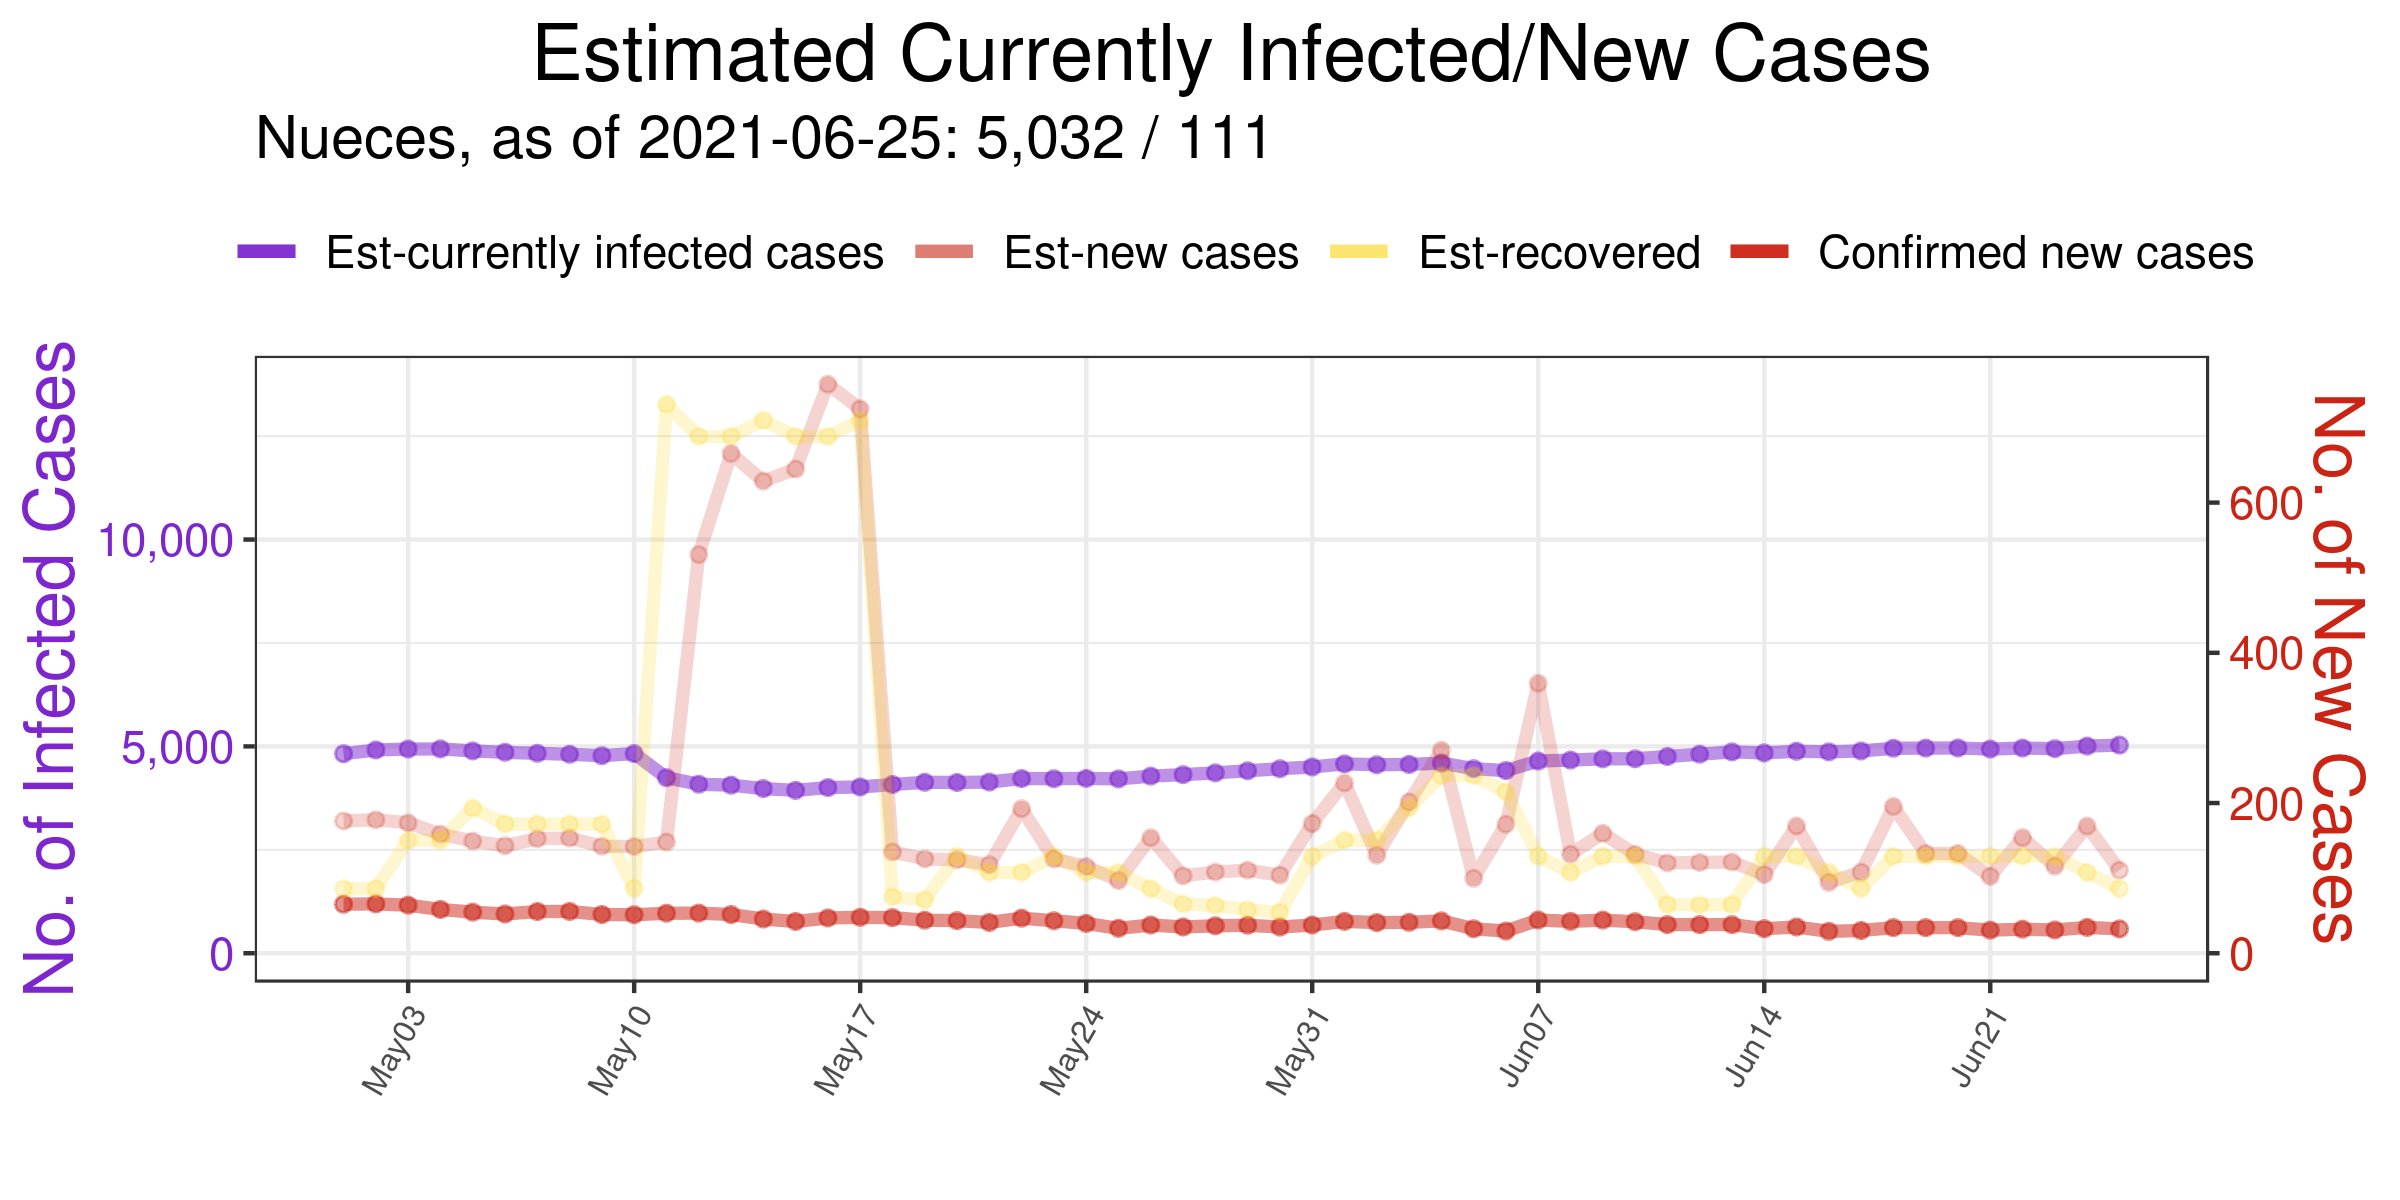 Estimated Currently Infected/New Cases
Nueces, as of 2021-06-25: 5,032 / 111
Est-currently infected cases Est-new cases Est-recovered Confirmed new cases
No. of Infected Cases
10,000
5,000
0
No. of New Cases
600
400
200
0
May03 May10 May17 May24 May31 Jun07 Jun14 Jun21